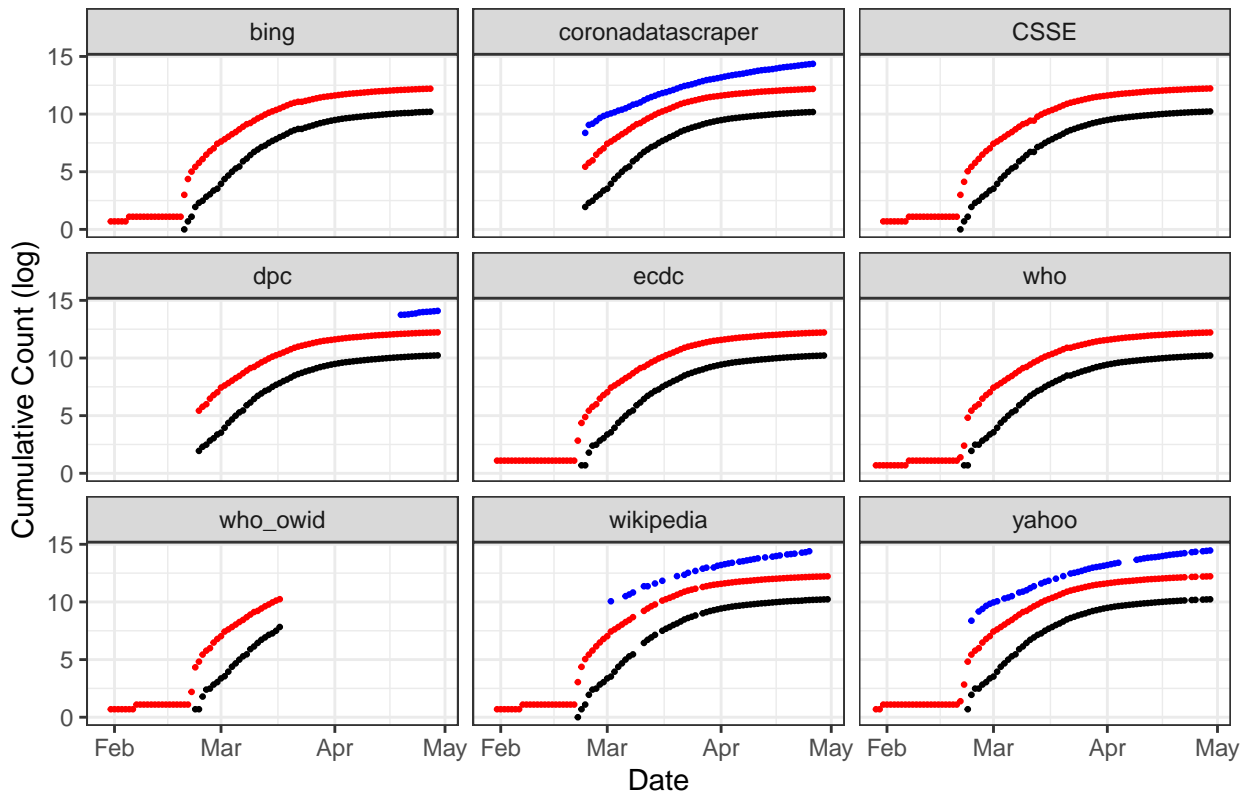 bing coronadatascraper CSSE
15
10
5
0
dpc ecdc who
15
10
5
0
who_owid wikipedia yahoo
15
10
5
0
Feb Mar Apr May Feb Mar Apr May Feb Mar Apr May
Date
Cumulative Count (log)